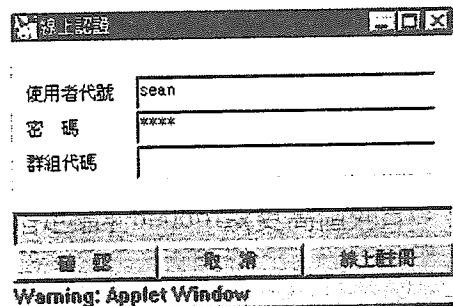 線上認證
使用者代號 sean
密 碼 ****
群組代碼
確 認 取 消 線上註冊
Warning: Applet Window